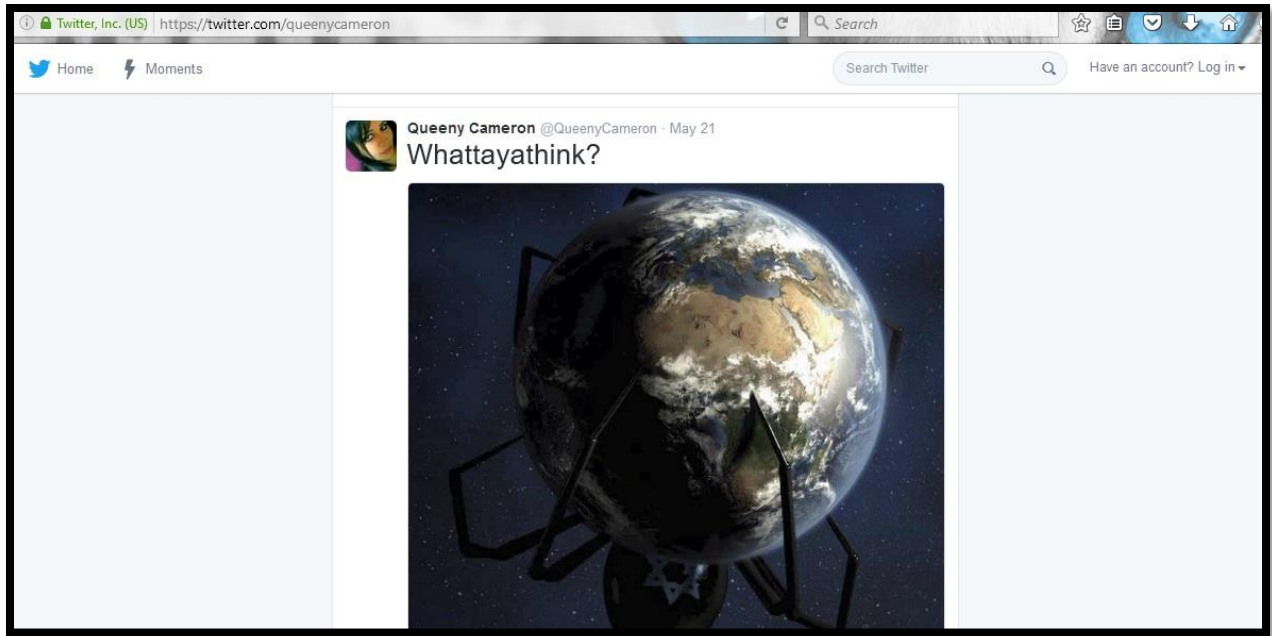 Twitter, Inc. (US) https://twitter.com/queenycameron Search
Home Moments Search Twitter Have an account? Log in
Queeny Cameron @QueenyCameron · May 21
Whattayathink?